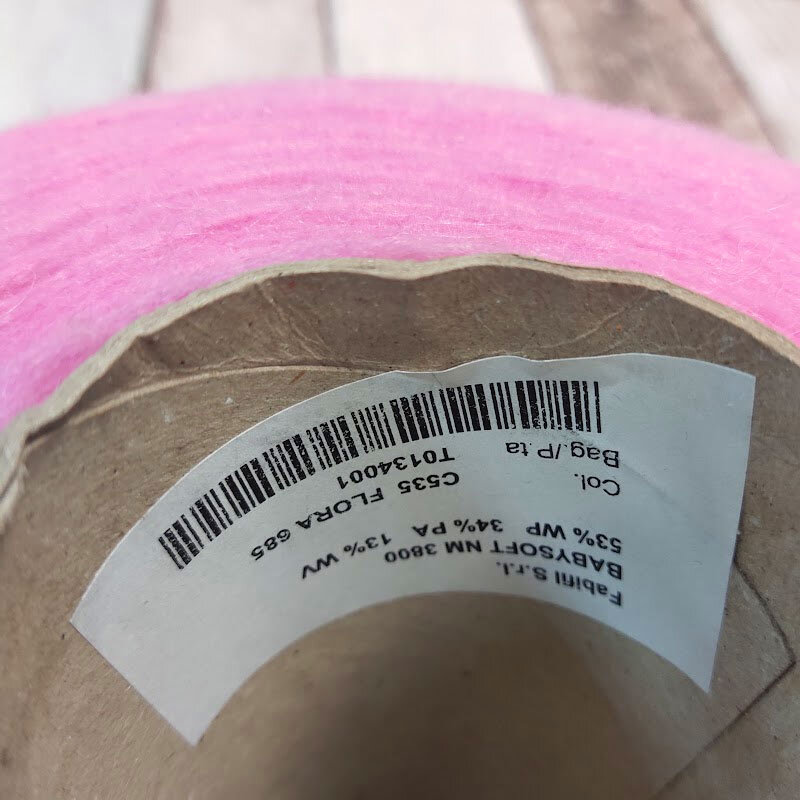 Fabifil S.r.l.
BABYSOFT NM 3800
53% WP 34% PA 13% WV
Col. C535 FLORA 685
Bag./P.ta T0134001